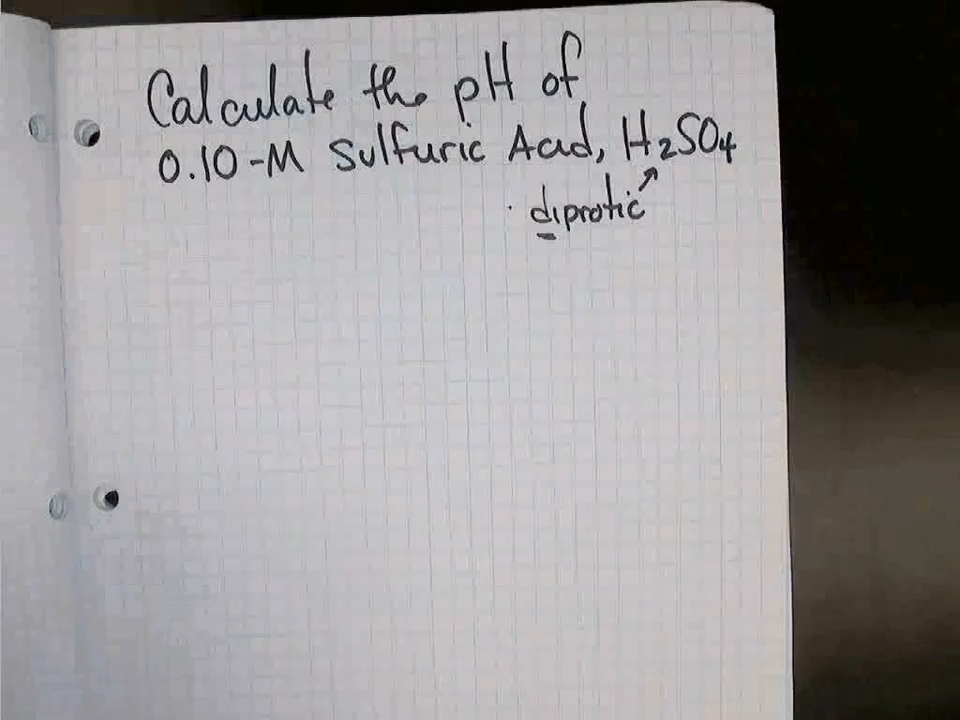 Calculate the pH of
0.10-M Sulfuric Acid, H₂SO₄
diprotic